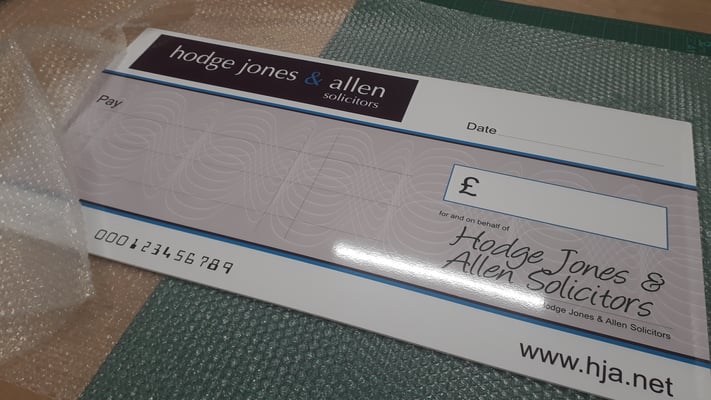 hodge jones & allen
solicitors
Date
Pay
£
for and on behalf of
Hodge Jones &
Allen Solicitors
Hodge Jones & Allen Solicitors
000123456789
www.hja.net